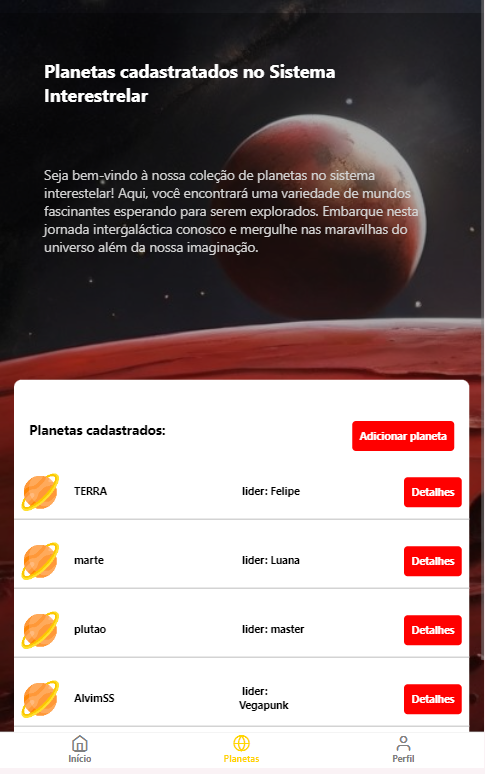 Planetas cadastratados no Sistema
Interestrelar
Seja bem-vindo à nossa coleção de planetas no sistema
interestelar! Aqui, você encontrará uma variedade de mundos
fascinantes esperando para serem explorados. Embarque nesta
jornada intergaláctica conosco e mergulhe nas maravilhas do
universo além da nossa imaginação.
Planetas cadastrados:
Adicionar planeta
TERRA
lider: Felipe
Detalhes
marte
lider: Luana
Detalhes
plutao
lider: master
Detalhes
AlvimSS
lider:
Vegapunk
Detalhes
Início
Planetas
Perfil